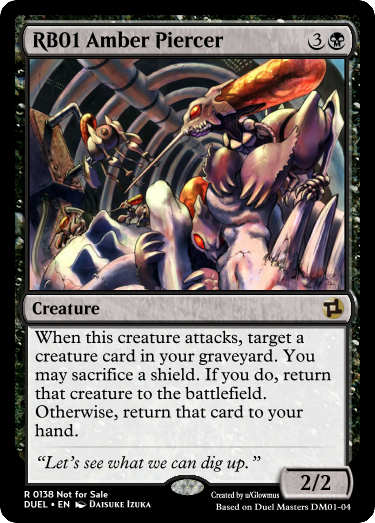 RB01 Amber Piercer 3
Creature
When this creature attacks, target a
creature card in your graveyard. You
may sacrifice a shield. If you do, return
that creature to the battlefield.
Otherwise, return that card to your
hand.
“Let’s see what we can dig up.”
2/2
R 0138 Not for Sale
DUEL • EN Daisuke Izuka
Created by u/Glowmus
Based on Duel Masters DM01-04